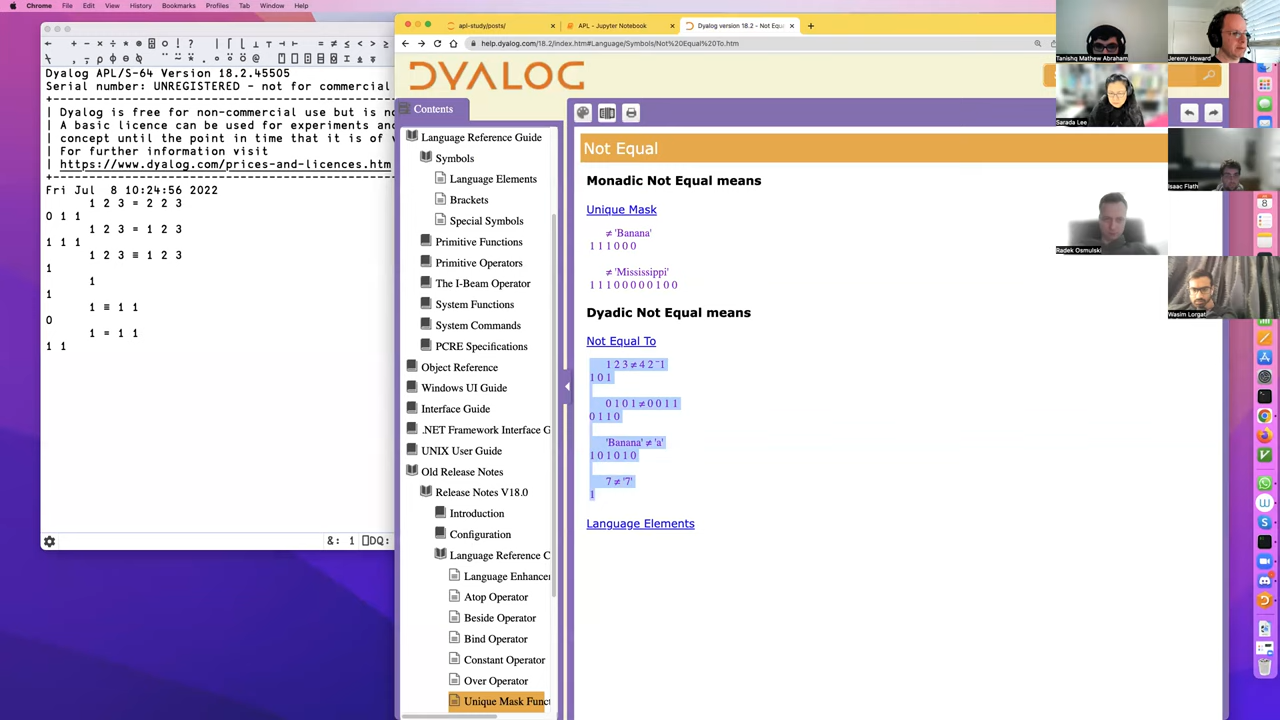 Chrome File Edit View History Bookmarks Profiles Tab Window Help
Dyalog APL/S-64 Version 18.2.45505
Serial number: UNREGISTERED - not for commercial
| Dyalog is free for non-commercial use but is no
| A basic licence can be used for experiments an
| concept until the point in time that it is of v
| For further information visit
| https://www.dyalog.com/prices-and-licences.htm
Fri Jul 8 10:24:56 2022
1 2 3 = 2 2 3
0 1 1
1 2 3 = 1 2 3
1 1 1
1 2 3 ≡ 1 2 3
1
1
1
1 ≡ 1 1
0
1 = 1 1
1 1
&: 1 ⎕DQ:
apl-study/posts/
APL - Jupyter Notebook
Dyalog version 18.2 - Not Equ
help.dyalog.com/18.2/index.htm#Language/Symbols/Not%20Equal%20To.htm
DYALOG
Contents
Language Reference Guide
Symbols
Language Elements
Brackets
Special Symbols
Primitive Functions
Primitive Operators
The I-Beam Operator
System Functions
System Commands
PCRE Specifications
Object Reference
Windows UI Guide
Interface Guide
.NET Framework Interface G
UNIX User Guide
Old Release Notes
Release Notes V18.0
Introduction
Configuration
Language Reference C
Language Enhance
Atop Operator
Beside Operator
Bind Operator
Constant Operator
Over Operator
Unique Mask Funct
Not Equal
Monadic Not Equal means
Unique Mask
≠ 'Banana'
1 1 1 0 0 0
≠ 'Mississippi'
1 1 1 0 0 0 0 0 1 0 0
Dyadic Not Equal means
Not Equal To
1 2 3 ≠ 4 2 ¯1
1 0 1
0 1 0 1 ≠ 0 0 1 1
0 1 1 0
'Banana' ≠ 'a'
1 0 1 0 1 0
7 ≠ '7'
1
Language Elements
Tanishq Mathew Abraham
Jeremy Howard
Sarada Lee
Isaac Flath
Radek Osmulski
Wasim Lorgat
8